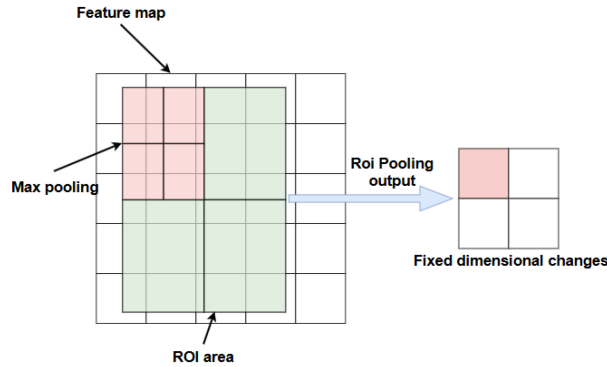 Feature map
Max pooling
Roi Pooling
output
Fixed dimensional changes
ROI area